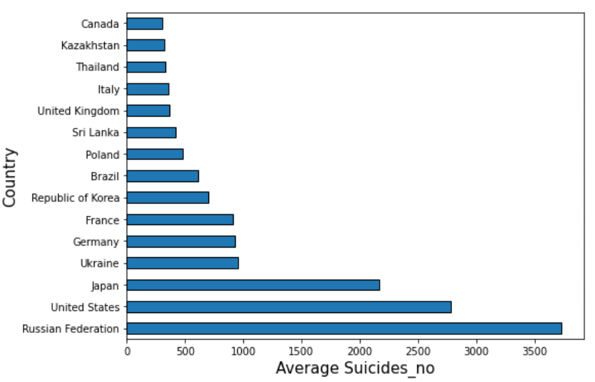 Canada
Kazakhstan
Thailand
Italy
United Kingdom
Sri Lanka
Poland
Brazil
Republic of Korea
France
Germany
Ukraine
Japan
United States
Russian Federation
Country
0 500 1000 1500 2000 2500 3000 3500
Average Suicides_no